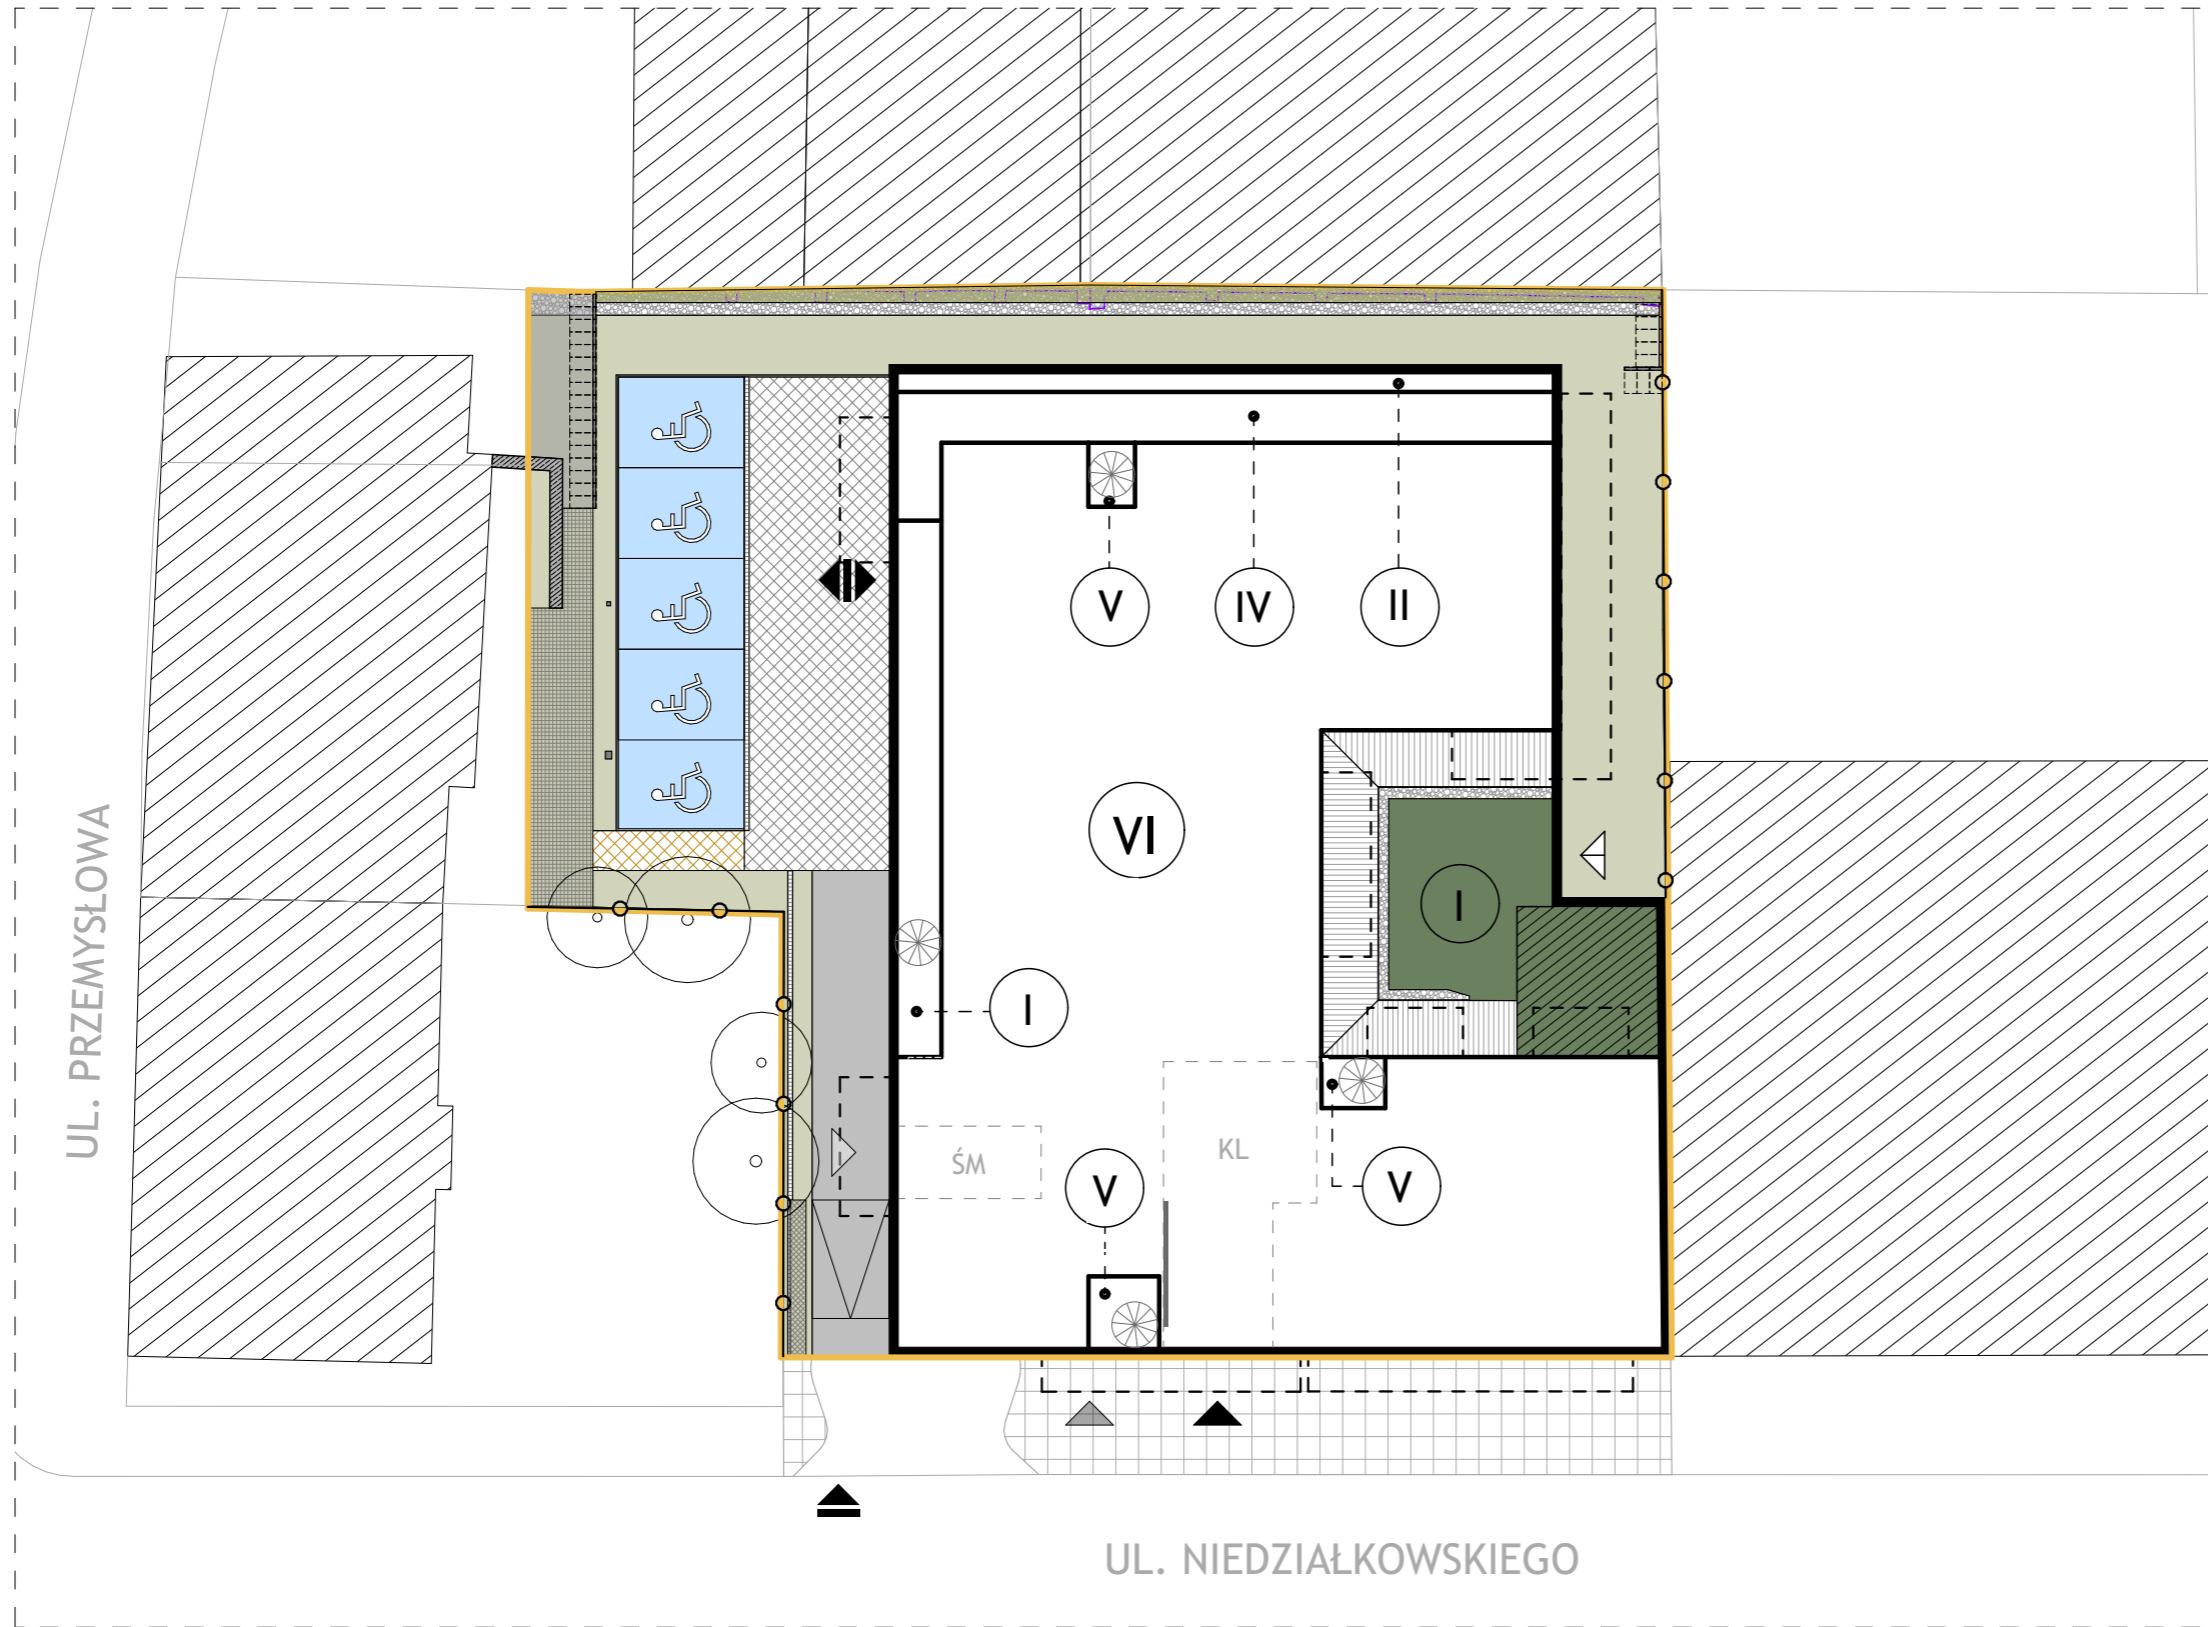 V
IV
II
VI
I
I
ŚM
KL
V
V
UL. PRZEMYSŁOWA
UL. NIEDZIAŁKOWSKIEGO